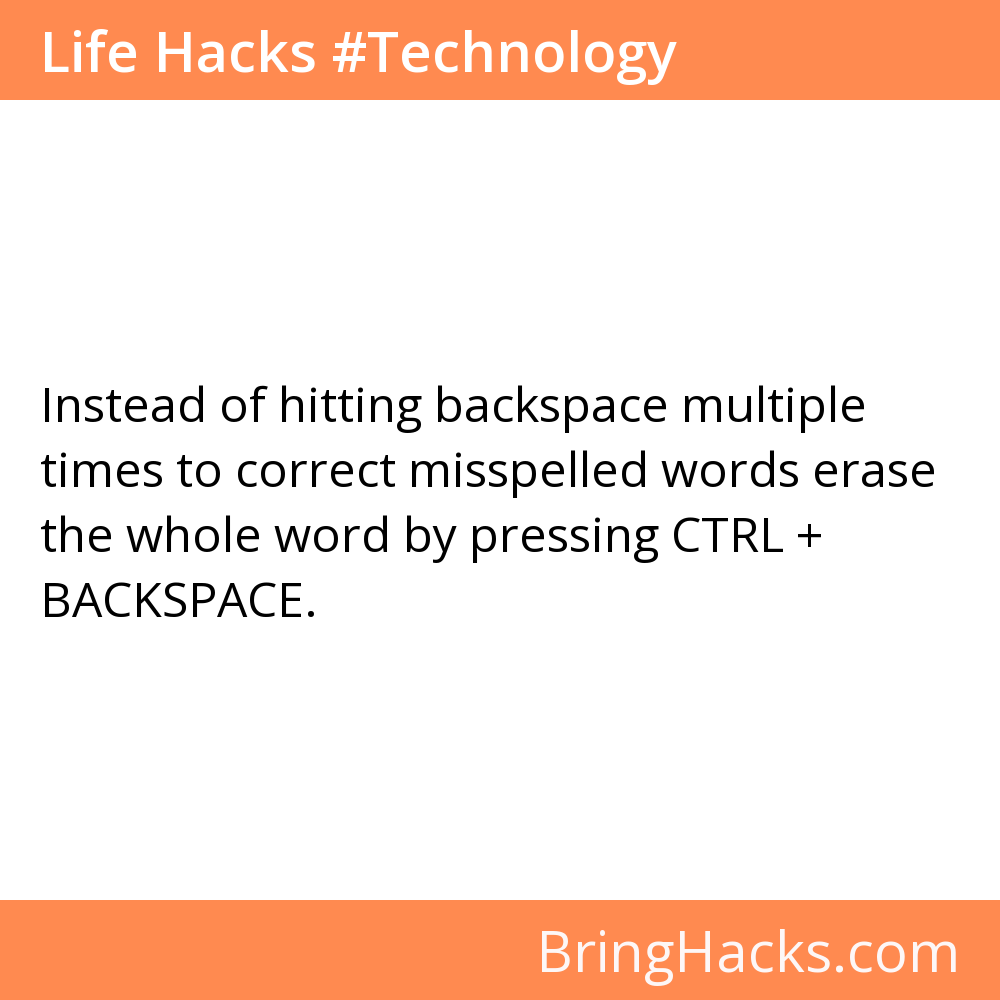 Life Hacks #Technology
Instead of hitting backspace multiple
times to correct misspelled words erase
the whole word by pressing CTRL +
BACKSPACE.
BringHacks.com